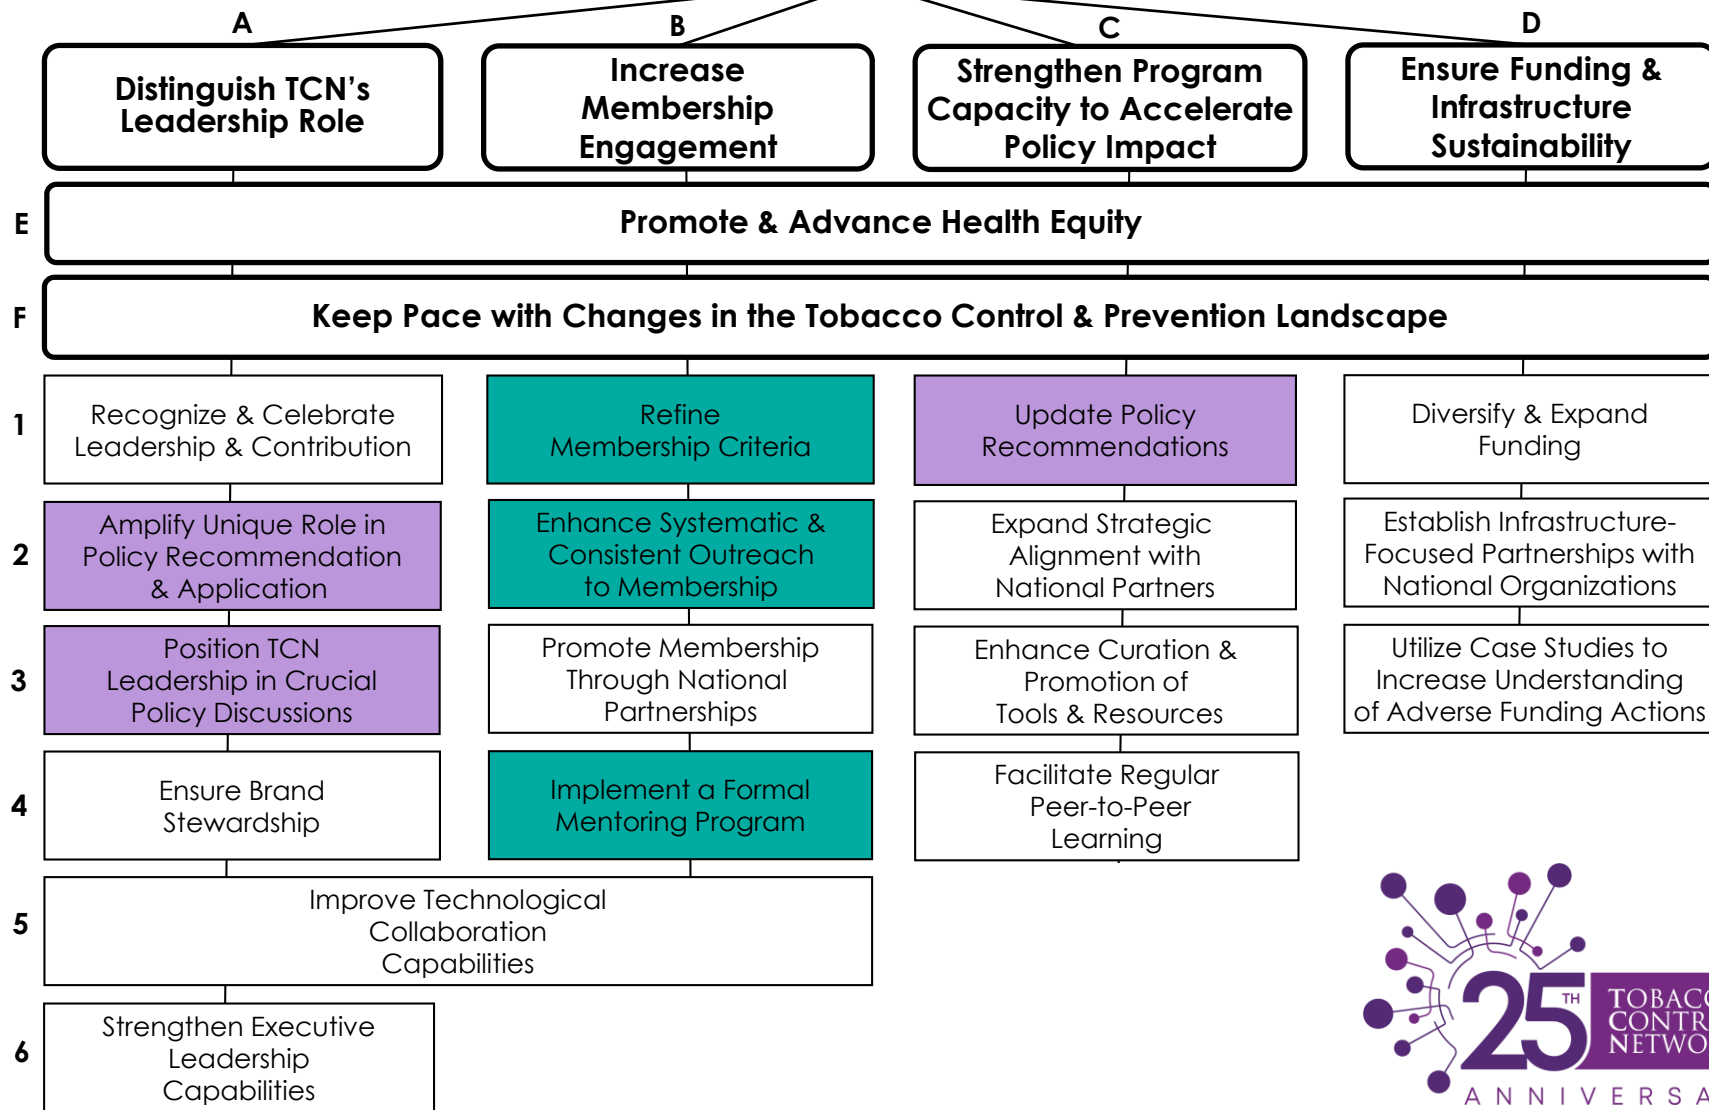 A
B
C
D
Distinguish TCN’s
Leadership Role
Increase
Membership
Engagement
Strengthen Program
Capacity to Accelerate
Policy Impact
Ensure Funding &
Infrastructure
Sustainability
E
Promote & Advance Health Equity
F
Keep Pace with Changes in the Tobacco Control & Prevention Landscape
1
Recognize & Celebrate
Leadership & Contribution
Refine
Membership Criteria
Update Policy
Recommendations
Diversify & Expand
Funding
2
Amplify Unique Role in
Policy Recommendation
& Application
Enhance Systematic &
Consistent Outreach
to Membership
Expand Strategic
Alignment with
National Partners
Establish Infrastructure-
Focused Partnerships with
National Organizations
3
Position TCN
Leadership in Crucial
Policy Discussions
Promote Membership
Through National
Partnerships
Enhance Curation &
Promotion of
Tools & Resources
Utilize Case Studies to
Increase Understanding
of Adverse Funding Actions
4
Ensure Brand
Stewardship
Implement a Formal
Mentoring Program
Facilitate Regular
Peer-to-Peer
Learning
5
Improve Technological
Collaboration
Capabilities
6
Strengthen Executive
Leadership
Capabilities
25TH